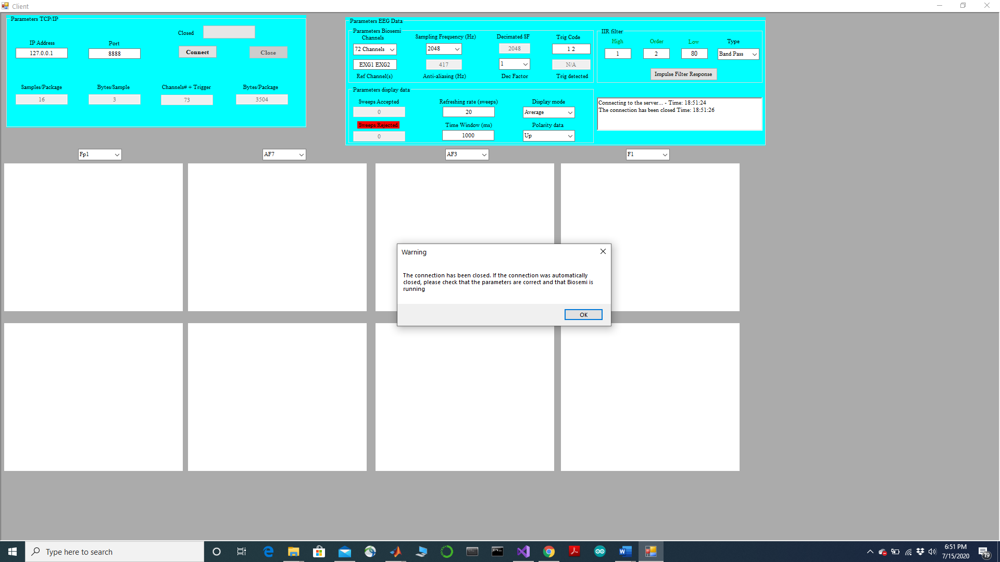 Client
Parameters TCP/IP
Closed
IP Address
Port
127.0.0.1
8888
Connect
Close
Samples/Package
Bytes/Sample
Channels# + Trigger
Bytes/Package
16
3
73
3504
Parameters EEG Data
Parameters Biosemi
Channels
Sampling Frequency (Hz)
Decimated SF
Trig Code
72 Channels
2048
2048
1 2
EXG1 EXG2
417
1
N/A
Ref Channel(s)
Anti-aliasing (Hz)
Dec Factor
Trig detected
IIR filter
High
Order
Low
Type
1
2
80
Band Pass
Impulse Filter Response
Parameters display data
Sweeps Accepted
Refreshing rate (sweeps)
Display mode
0
20
Average
Sweeps Rejected
Time Window (ms)
Polarity data
0
1000
Up
Connecting to the server... - Time: 18:51:24
The connection has been closed Time: 18:51:26
Fp1
AF7
AF3
F1
Warning
The connection has been closed. If the connection was automatically
closed, please check that the parameters are correct and that Biosemi is
running
OK
Type here to search
6:51 PM
7/15/2020
19